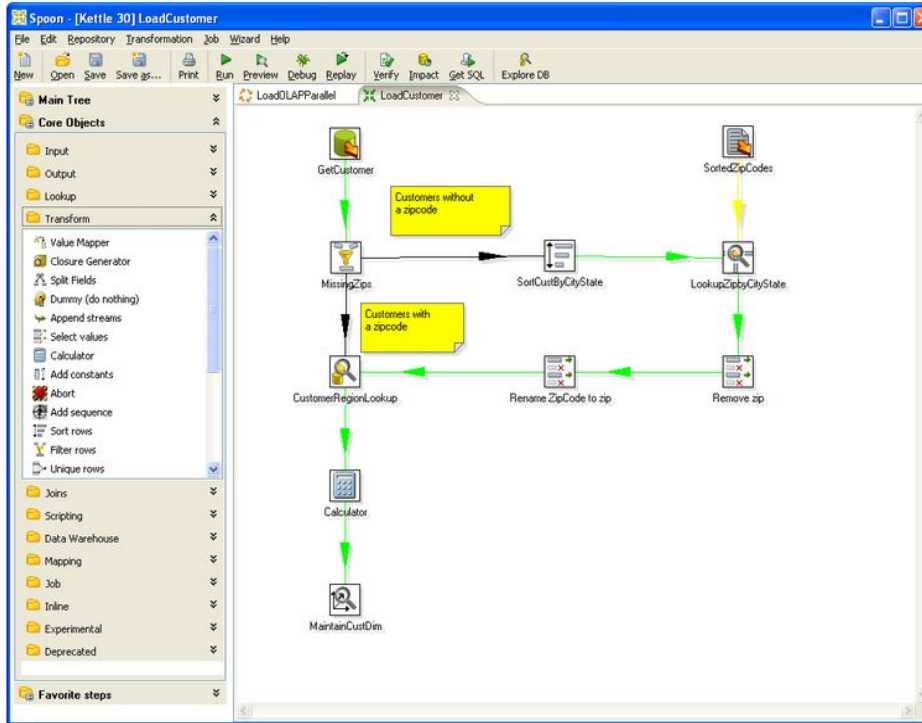 Spoon - [Kettle 30] LoadCustomer
File Edit Repository Transformation Job Wizard Help
New Open Save Save as... Print Run Preview Debug Replay Verify Impact Get SQL Explore DB
Main Tree
Core Objects
Input
Output
Lookup
Transform
Value Mapper
Closure Generator
Split Fields
Dummy (do nothing)
Append streams
Select values
Calculator
Add constants
Abort
Add sequence
Sort rows
Filter rows
Unique rows
Joins
Scripting
Data Warehouse
Mapping
Job
Inline
Experimental
Deprecated
Favorite steps
LoadOLAPParallel LoadCustomer
GetCustomer SortedZipCodes
Customers without
a zipcode
MissingZips SortCustByCityState LookupZipbyCityState
Customers with
a zipcode
CustomerRegionLookup Rename ZipCode to zip Remove zip
Calculator
MaintainCustDim